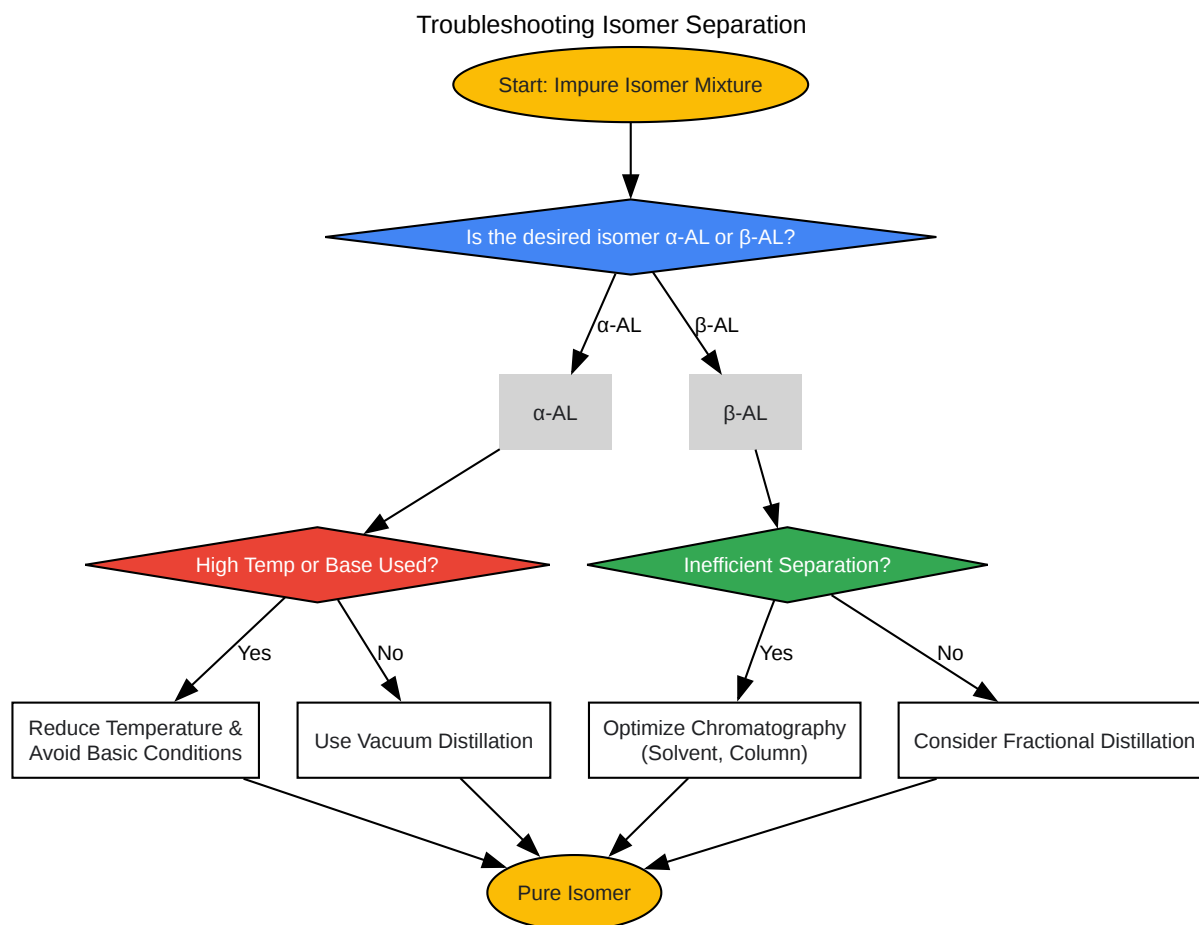 Troubleshooting Isomer Separation
Start: Impure Isomer Mixture
Is the desired isomer α-AL or β-AL?
α-AL
β-AL
α-AL
β-AL
High Temp or Base Used?
Inefficient Separation?
Yes
No
Yes
No
Reduce Temperature &
Avoid Basic Conditions
Use Vacuum Distillation
Optimize Chromatography
(Solvent, Column)
Consider Fractional Distillation
Pure Isomer